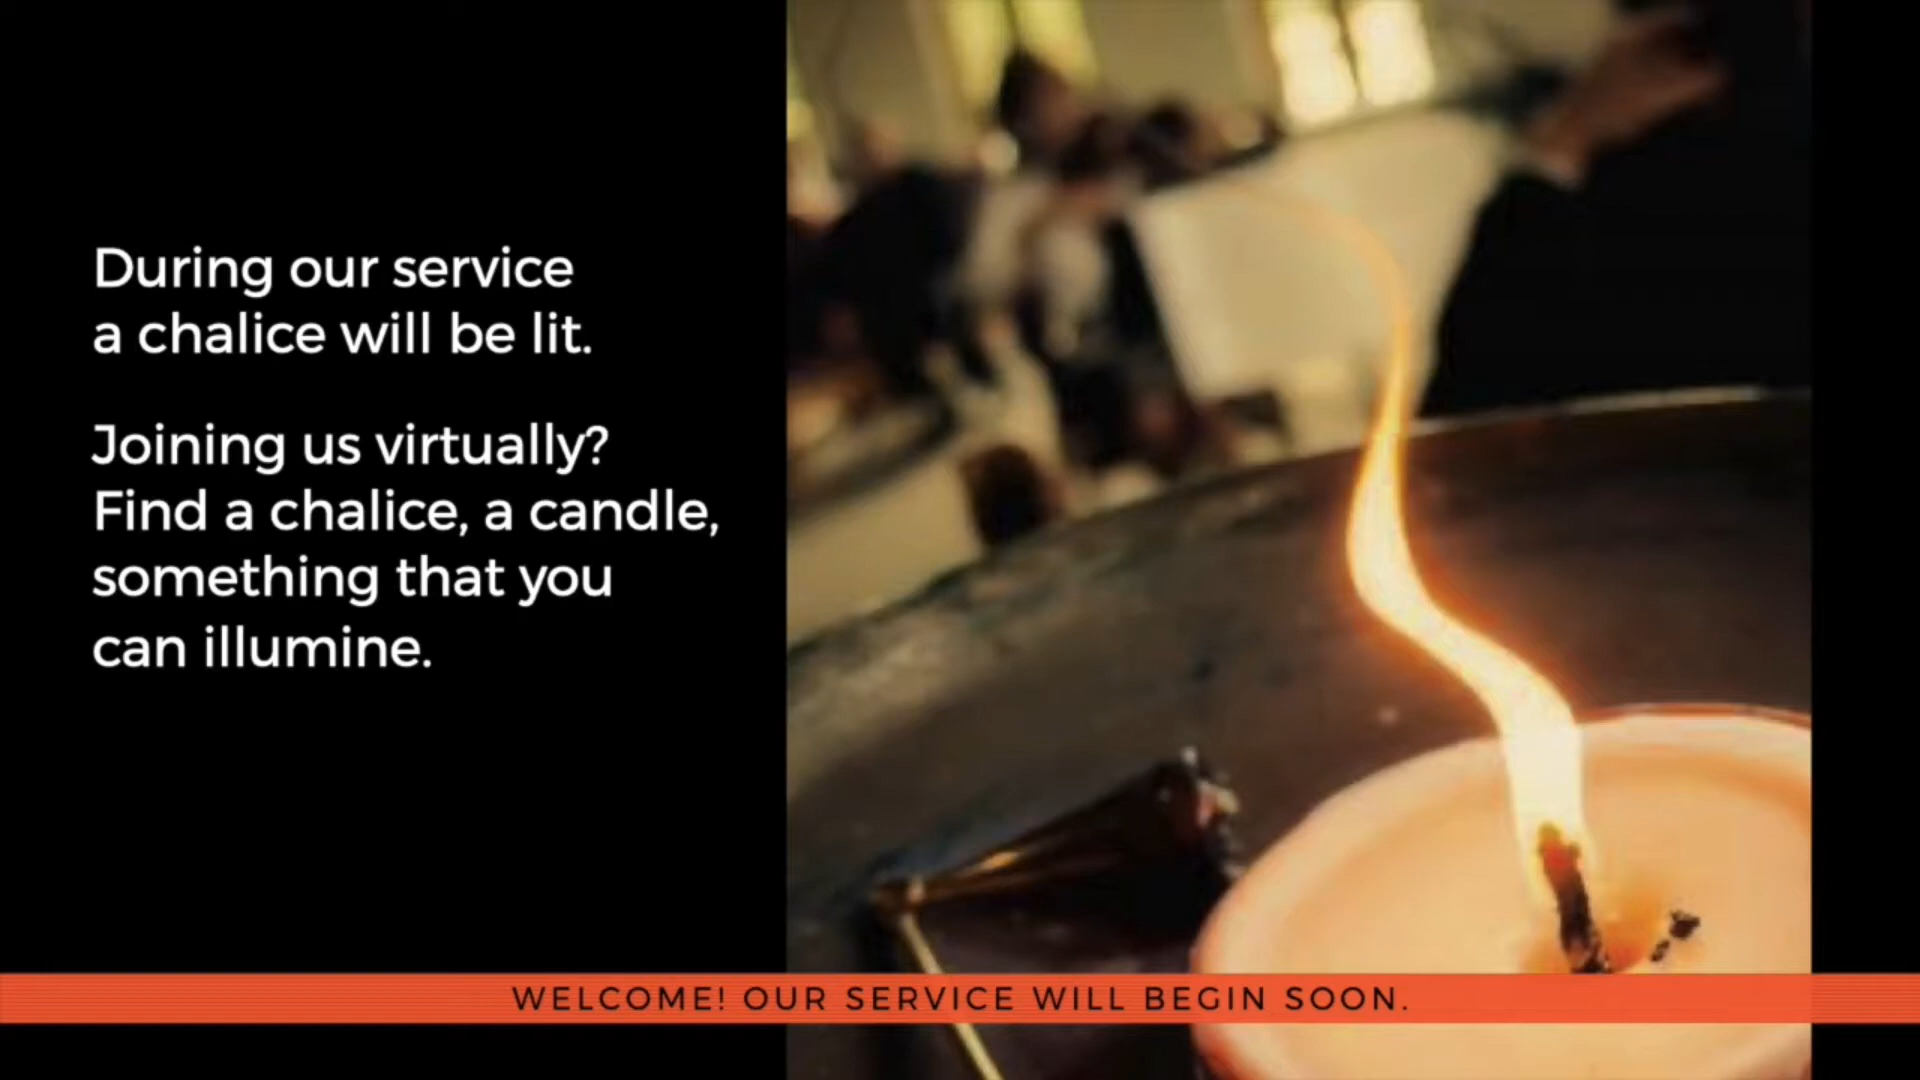 During our service
a chalice will be lit.
Joining us virtually?
Find a chalice, a candle,
something that you
can illumine.
WELCOME! OUR SERVICE WILL BEGIN SOON.